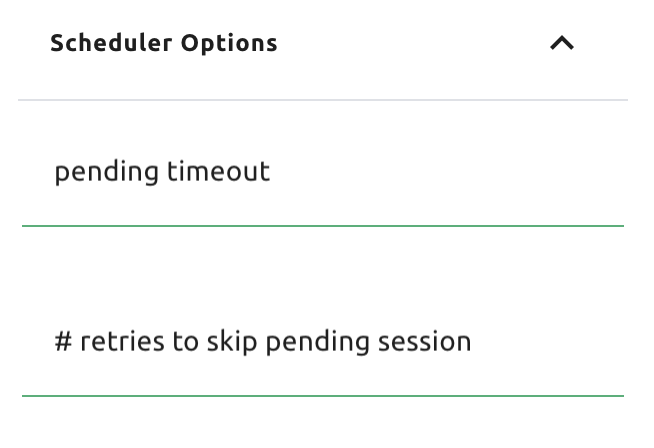 Scheduler Options
pending timeout
# retries to skip pending session